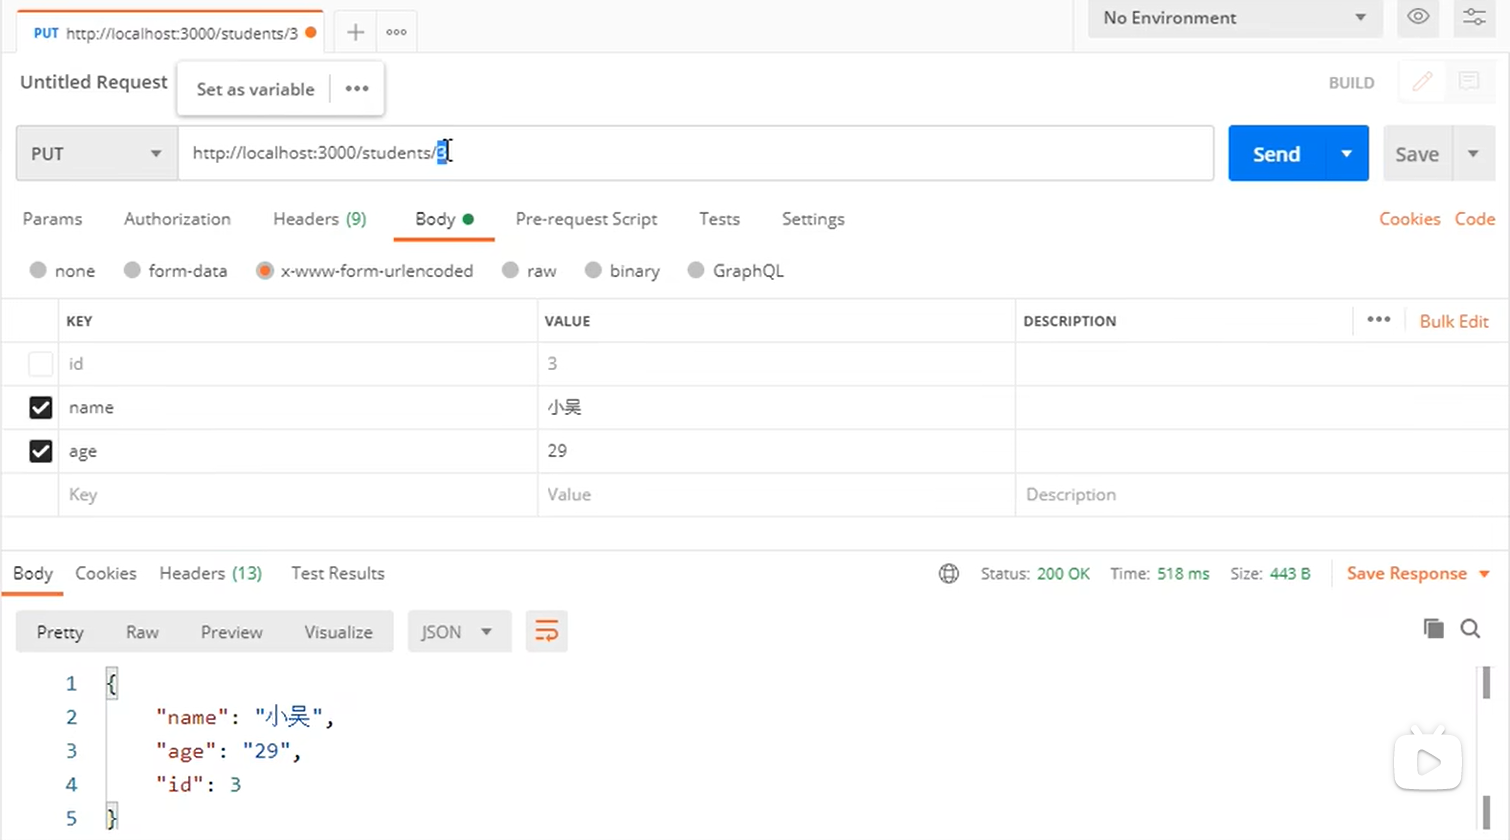 PUT http://localhost:3000/students/3
No Environment
Untitled Request
Set as variable
BUILD
PUT http://localhost:3000/students/3 Send Save
Params Authorization Headers (9) Body Pre-request Script Tests Settings Cookies Code
none form-data x-www-form-urlencoded raw binary GraphQL
KEY VALUE DESCRIPTION Bulk Edit
id 3
name 小吴
age 29
Key Value Description
Body Cookies Headers (13) Test Results Status: 200 OK Time: 518 ms Size: 443 B Save Response
Pretty Raw Preview Visualize JSON
1 {
2 "name": "小吴",
3 "age": "29",
4 "id": 3
5 }